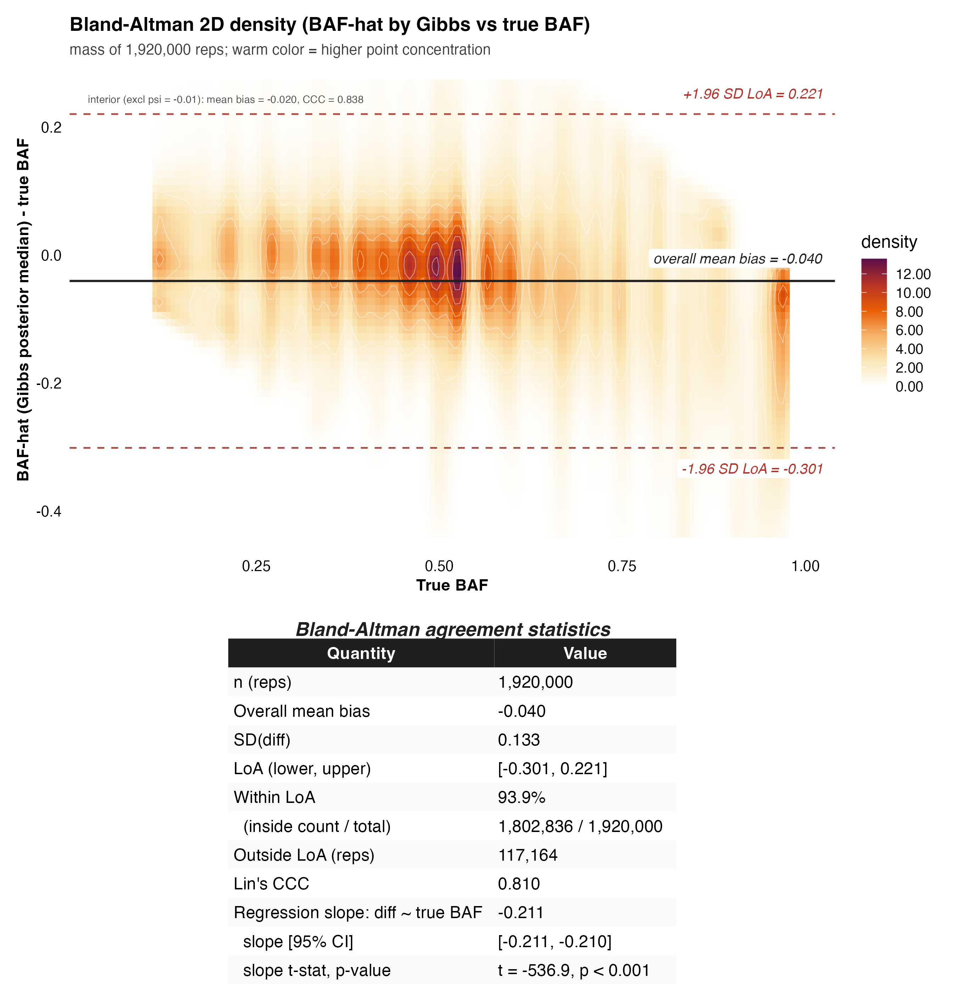 Bland-Altman 2D density (BAF-hat by Gibbs vs true BAF)
mass of 1,920,000 reps; warm color = higher point concentration
interior (excl psi = -0.01): mean bias = -0.020, CCC = 0.838
+1.96 SD LoA = 0.221
overall mean bias = -0.040
-1.96 SD LoA = -0.301
BAF-hat (Gibbs posterior median) - true BAF
0.2
0.0
-0.2
-0.4
0.25
0.50
0.75
1.00
True BAF
density
12.00
10.00
8.00
6.00
4.00
2.00
0.00
Bland-Altman agreement statistics
Quantity Value
n (reps) 1,920,000
Overall mean bias -0.040
SD(diff) 0.133
LoA (lower, upper) [-0.301, 0.221]
Within LoA 93.9%
(inside count / total) 1,802,836 / 1,920,000
Outside LoA (reps) 117,164
Lin's CCC 0.810
Regression slope: diff ~ true BAF -0.211
slope [95% CI] [-0.211, -0.210]
slope t-stat, p-value t = -536.9, p < 0.001